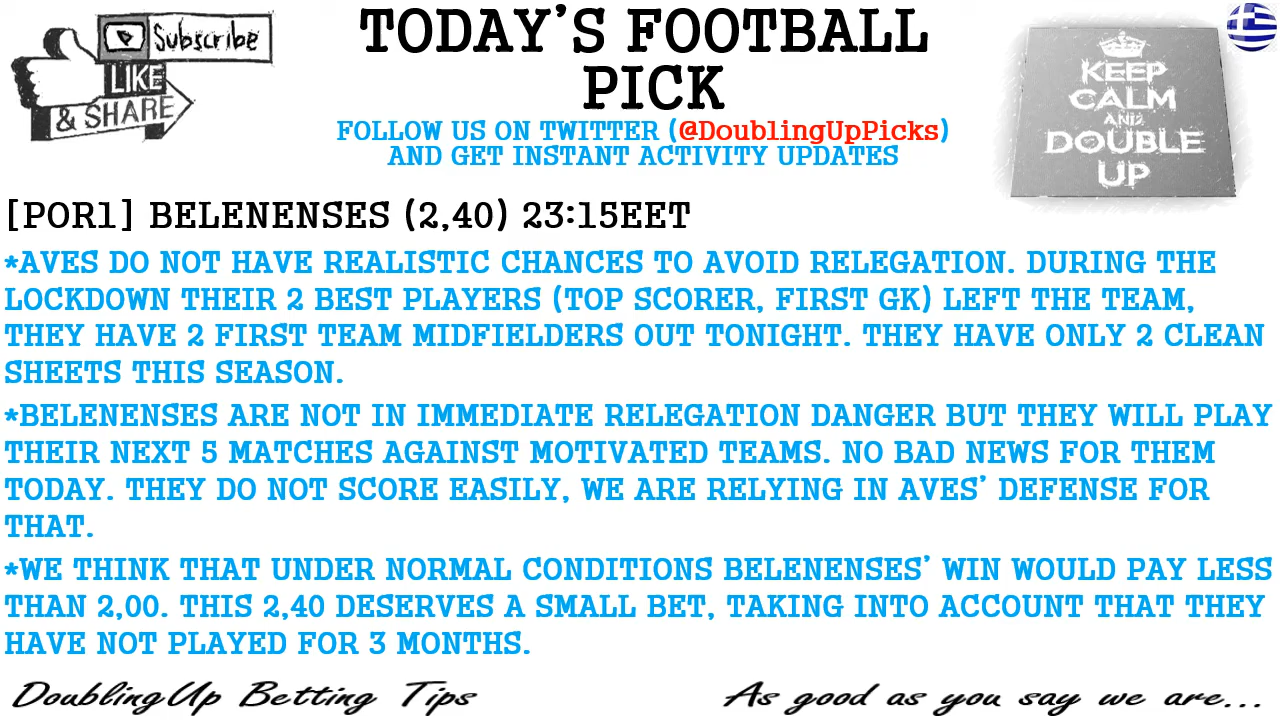 Subscribe
LIKE
& SHARE
TODAY'S FOOTBALL
PICK
FOLLOW US ON TWITTER (@DoublingUpPicks)
AND GET INSTANT ACTIVITY UPDATES
KEEP
CALM
AND
DOUBLE
UP
[POR1] BELENENSES (2,40) 23:15EET
*AVES DO NOT HAVE REALISTIC CHANCES TO AVOID RELEGATION. DURING THE
LOCKDOWN THEIR 2 BEST PLAYERS (TOP SCORER, FIRST GK) LEFT THE TEAM,
THEY HAVE 2 FIRST TEAM MIDFIELDERS OUT TONIGHT. THEY HAVE ONLY 2 CLEAN
SHEETS THIS SEASON.
*BELENENSES ARE NOT IN IMMEDIATE RELEGATION DANGER BUT THEY WILL PLAY
THEIR NEXT 5 MATCHES AGAINST MOTIVATED TEAMS. NO BAD NEWS FOR THEM
TODAY. THEY DO NOT SCORE EASILY, WE ARE RELYING IN AVES' DEFENSE FOR
THAT.
*WE THINK THAT UNDER NORMAL CONDITIONS BELENENSES' WIN WOULD PAY LESS
THAN 2,00. THIS 2,40 DESERVES A SMALL BET, TAKING INTO ACCOUNT THAT THEY
HAVE NOT PLAYED FOR 3 MONTHS.
DoublingUp Betting Tips
As good as you say we are...